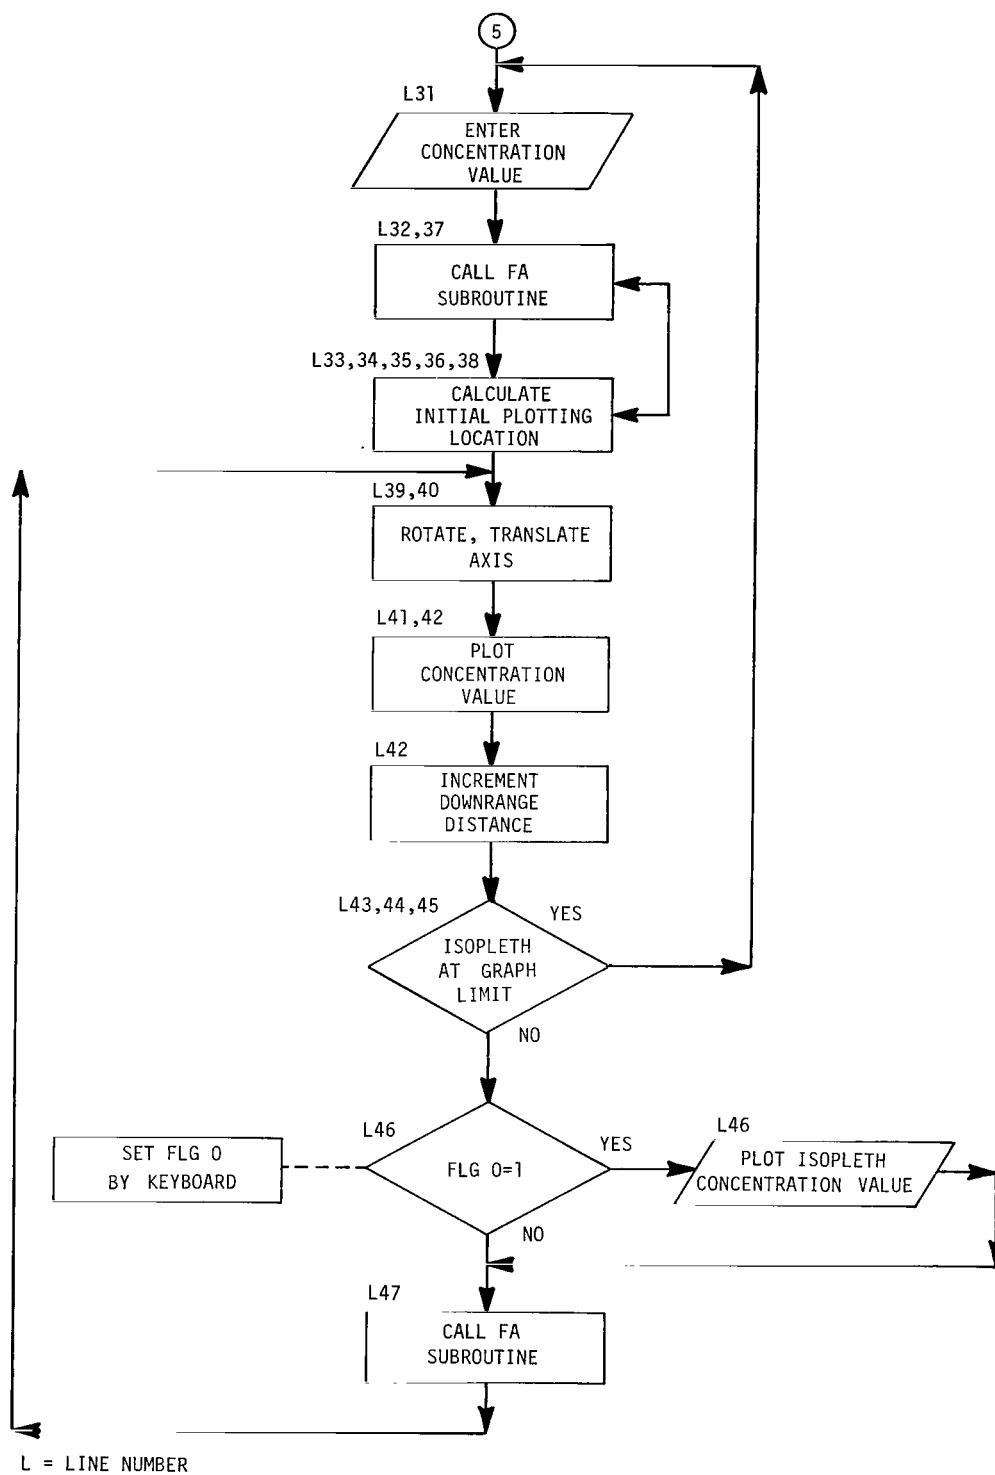 5
L31
ENTER
CONCENTRATION
VALUE
L32,37
CALL FA
SUBROUTINE
L33,34,35,36,38
CALCULATE
INITIAL PLOTTING
LOCATION
L39,40
ROTATE, TRANSLATE
AXIS
L41,42
PLOT
CONCENTRATION
VALUE
L42
INCREMENT
DOWNRANGE
DISTANCE
L43,44,45
YES
ISOPLETH
AT GRAPH
LIMIT
NO
SET FLG 0
BY KEYBOARD
L46
FLG 0=1
YES
L46
PLOT ISOPLETH
CONCENTRATION VALUE
NO
L47
CALL FA
SUBROUTINE
L = LINE NUMBER